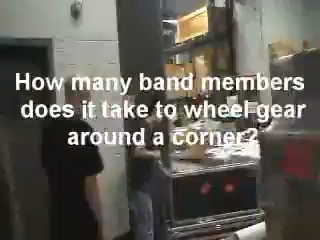 How many band members
does it take to wheel gear
around a corner?